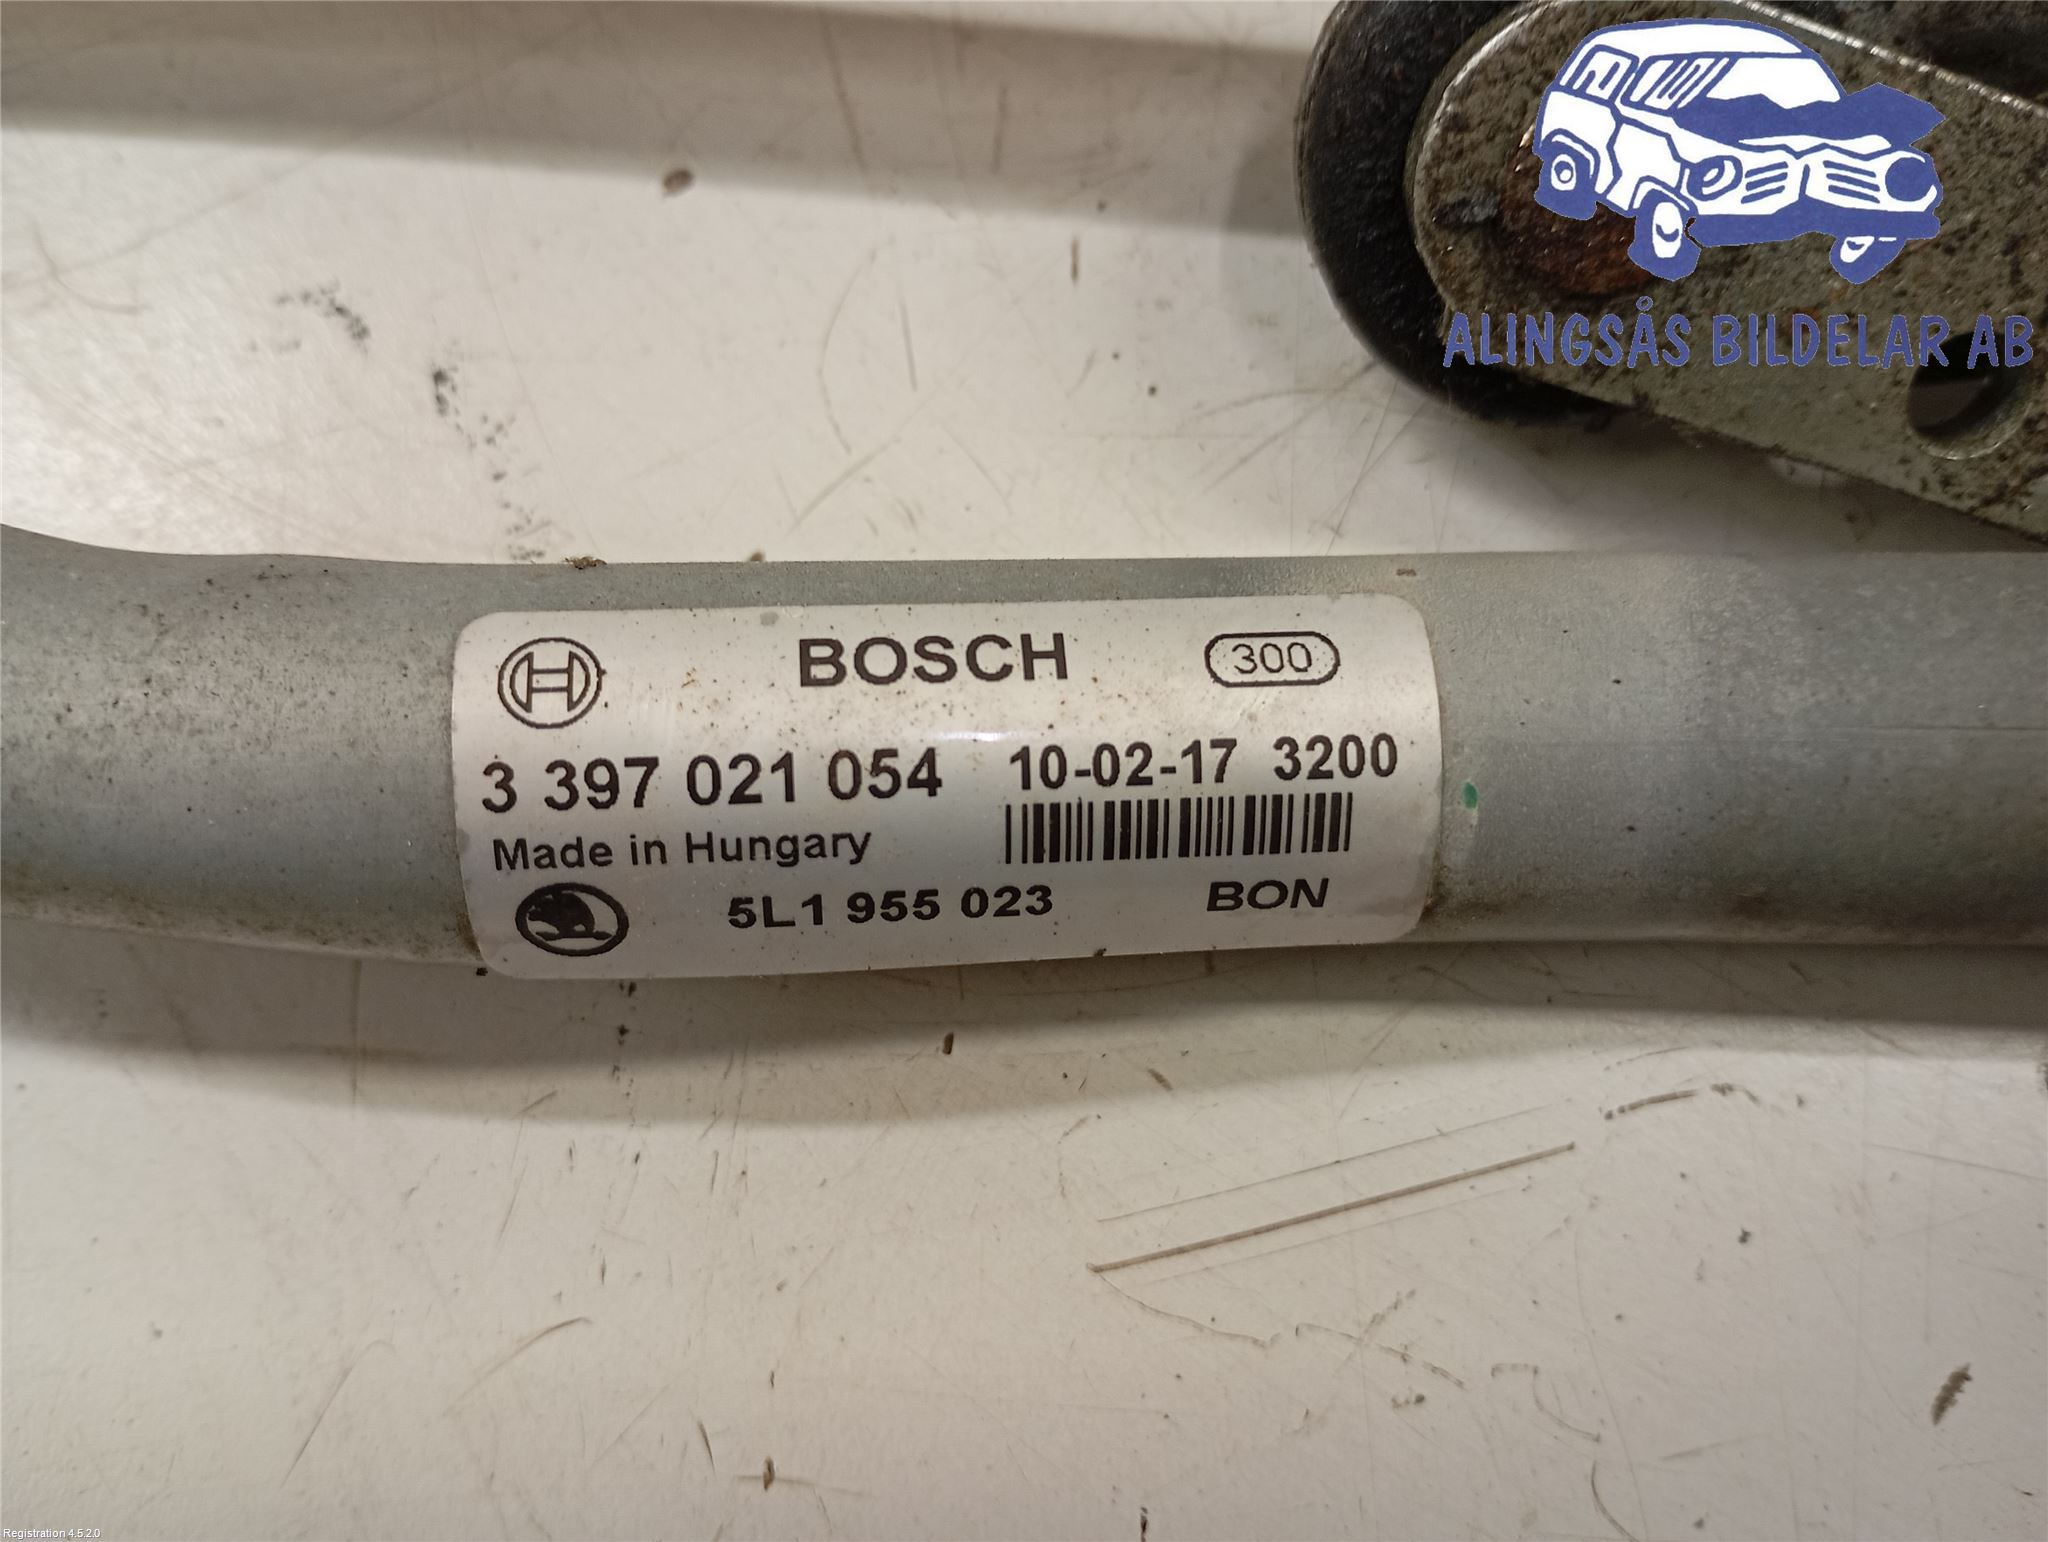 ALINGSÅS BILDELAR AB
BOSCH 300
3 397 021 054 10-02-17 3200
Made in Hungary
5L1 955 023 BON
Registration 4.5.2.0